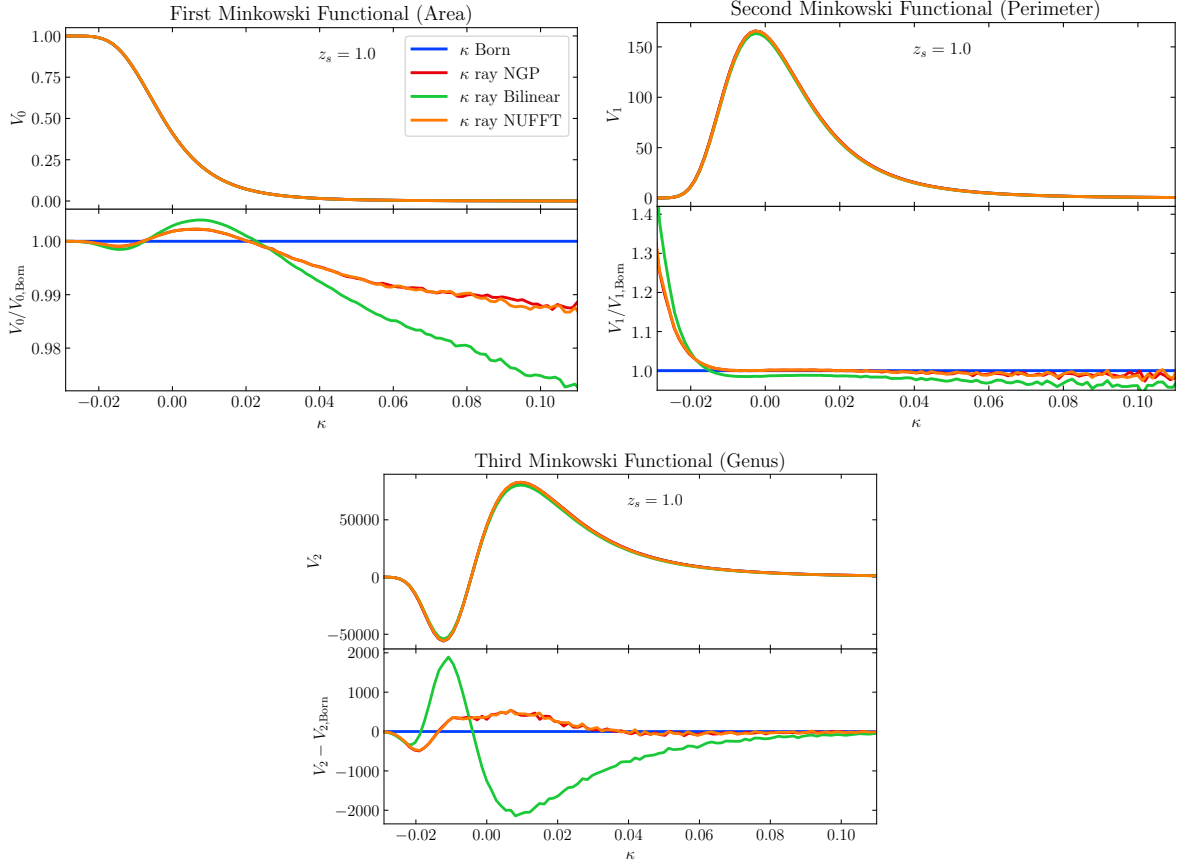 First Minkowski Functional (Area)
1.00
0.75
0.50
0.25
0.00
V₀
z_s = 1.0
κ Born
κ ray NGP
κ ray Bilinear
κ ray NUFFT
1.00
0.99
0.98
V₀/V₀,Born
−0.02 0.00 0.02 0.04 0.06 0.08 0.10
κ
Second Minkowski Functional (Perimeter)
150
100
50
0
V₁
z_s = 1.0
1.4
1.3
1.2
1.1
1.0
V₁/V₁,Born
−0.02 0.00 0.02 0.04 0.06 0.08 0.10
κ
Third Minkowski Functional (Genus)
50000
0
−50000
V₂
z_s = 1.0
2000
1000
0
−1000
−2000
V₂ − V₂,Born
−0.02 0.00 0.02 0.04 0.06 0.08 0.10
κ